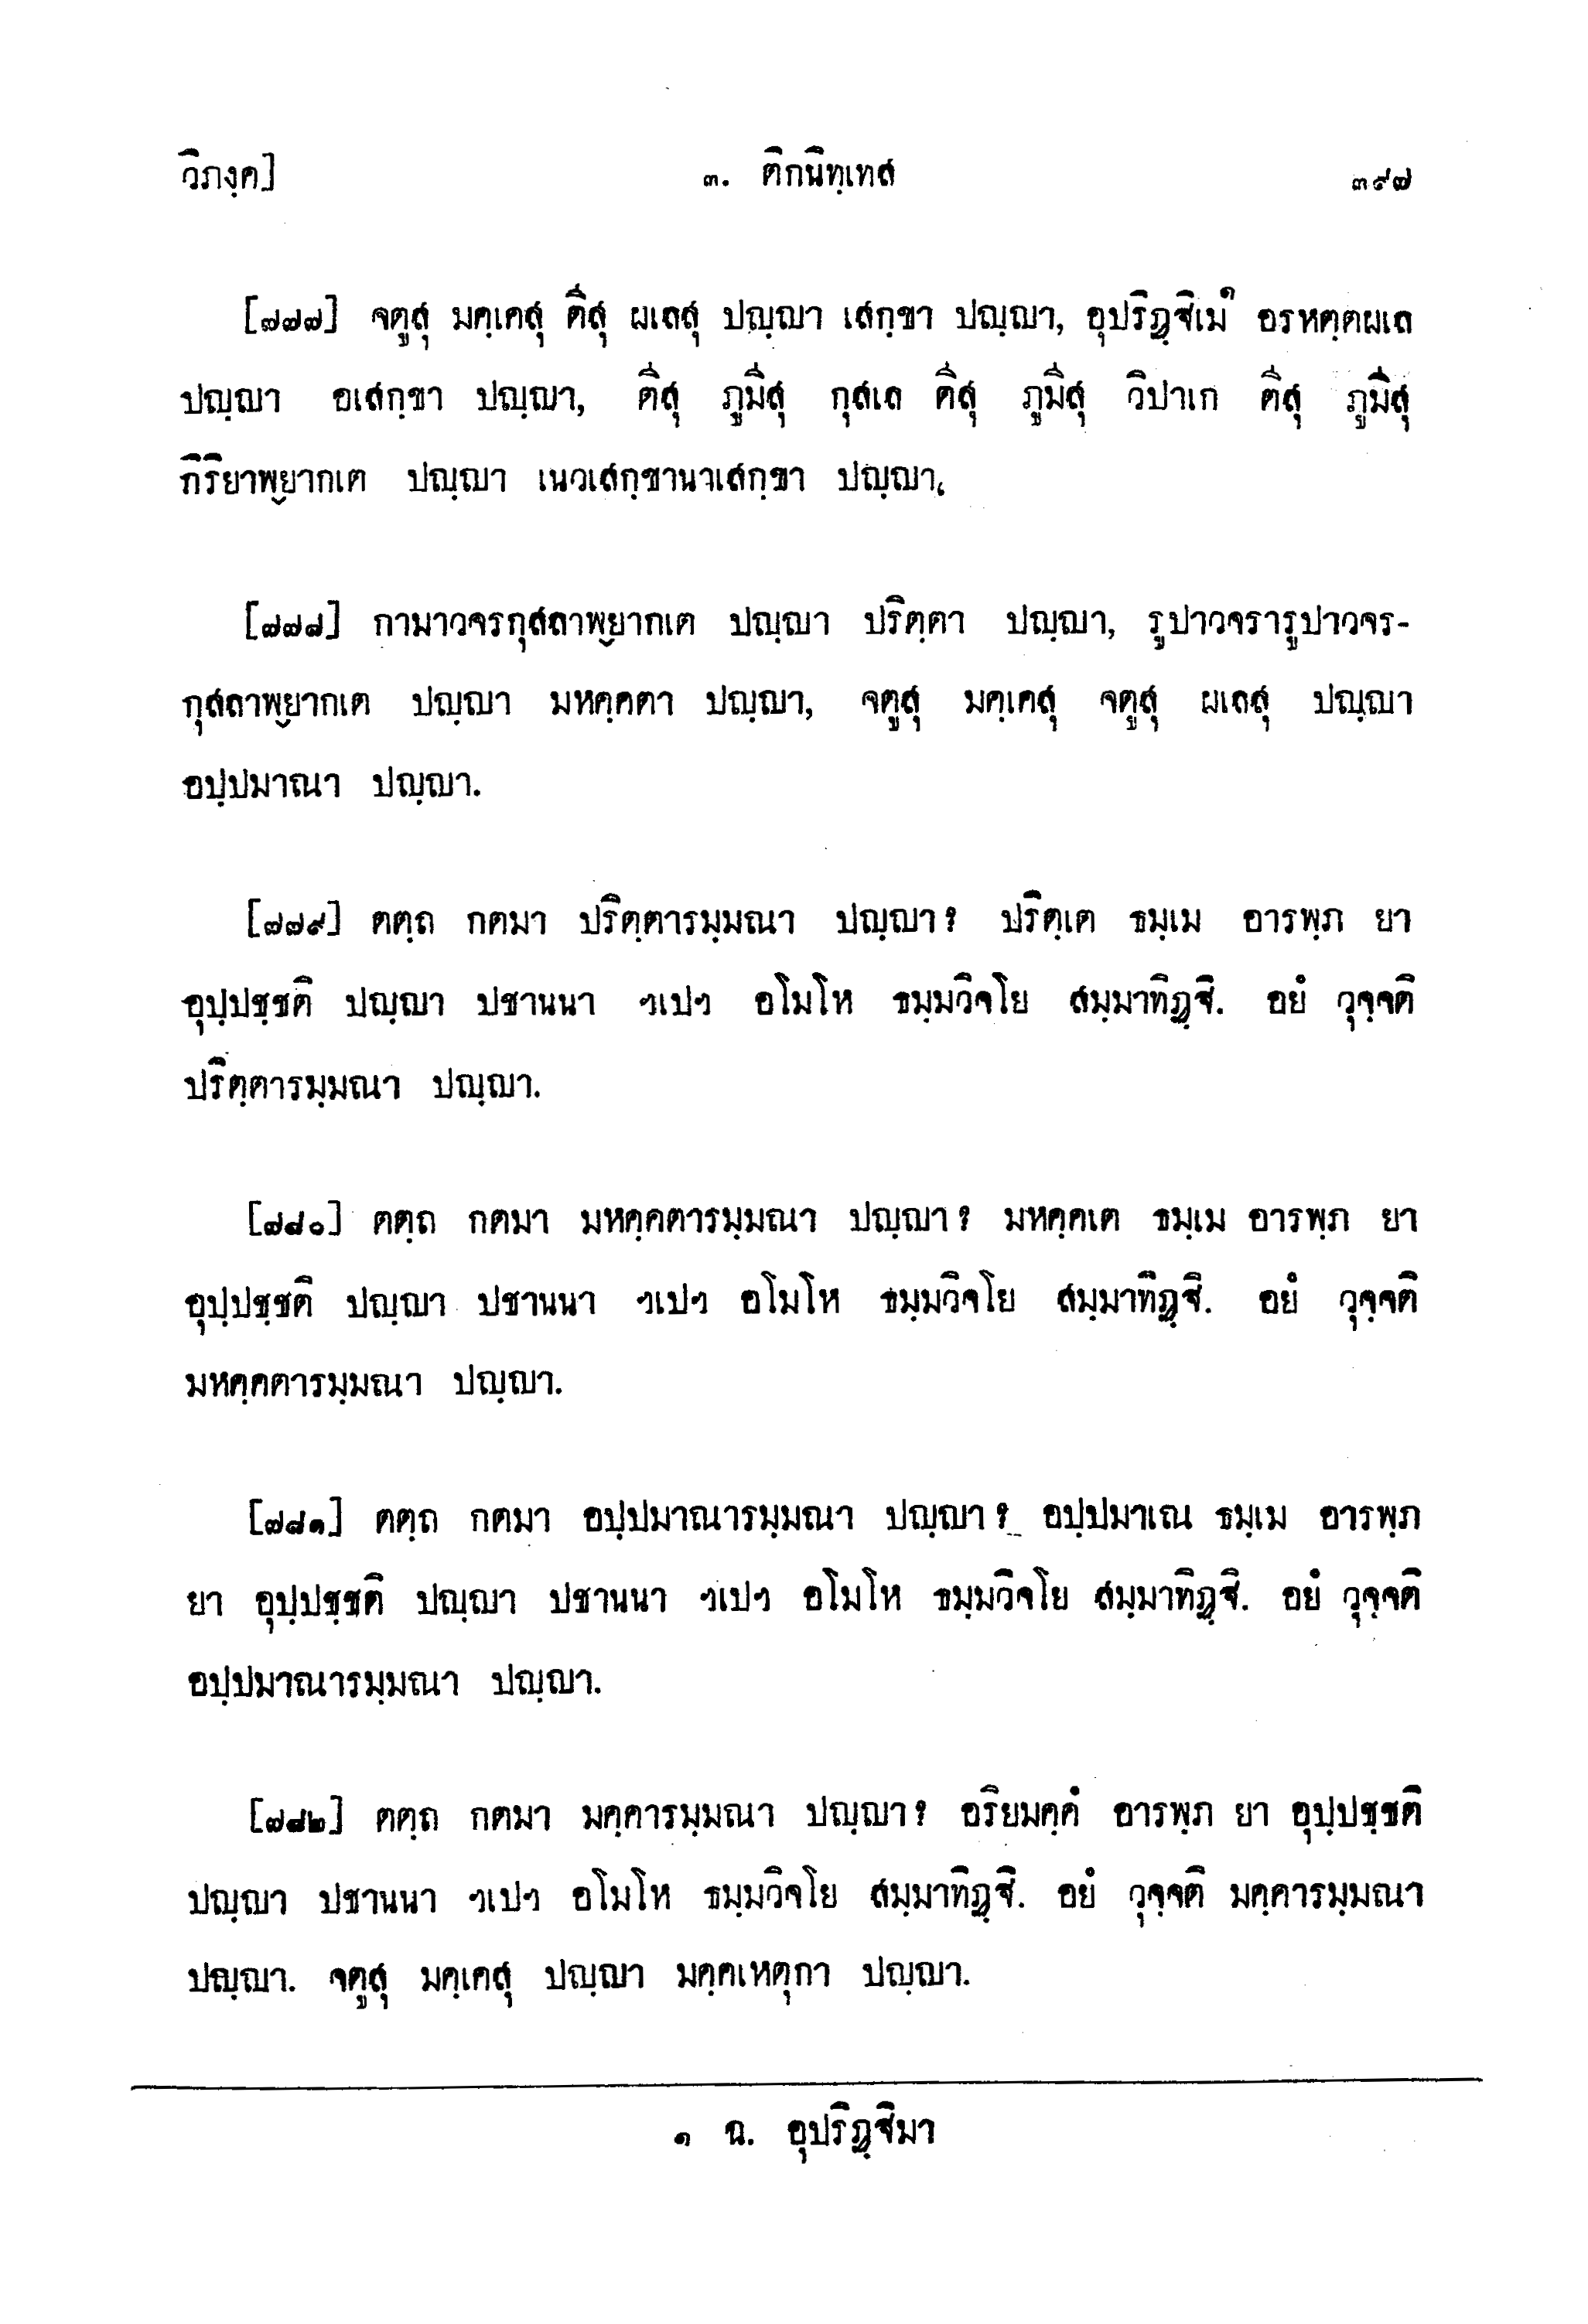 วิภงฺค] ๓. ติกนิทฺเทส ๓๙๗
[๗๗๗] จตูสุ มคฺเคสุ ตีสุ ผเลสุ ปญฺญา เสกฺขา ปญฺญา, อุปริฏฺฐิเม๑ อรหตฺตผเล
ปญฺญา อเสกฺขา ปญฺญา, ตีสุ ภูมีสุ กุสเล ตีสุ ภูมีสุ วิปาเก ตีสุ ภูมีสุ
กิริยาพฺยากเต ปญฺญา เนวเสกฺขานาเสกฺขา ปญฺญา.
[๗๗๘] กามาวจรกุสลาพฺยากเต ปญฺญา ปริตฺตา ปญฺญา, รูปาวจรารูปาวจร-
กุสลาพฺยากเต ปญฺญา มหคฺคตา ปญฺญา, จตูสุ มคฺเคสุ จตูสุ ผเลสุ ปญฺญา
อปฺปมาณา ปญฺญา.
[๗๗๙] ตตฺถ กตมา ปริตฺตารมฺมณา ปญฺญา? ปริตฺเต ธมฺเม อารพฺภ ยา
อุปฺปชฺชติ ปญฺญา ปชานนา ฯเปฯ อโมโห ธมฺมวิจโย สมฺมาทิฏฺฐิ. อยํ วุจฺจติ
ปริตฺตารมฺมณา ปญฺญา.
[๗๘๐] ตตฺถ กตมา มหคฺคตารมฺมณา ปญฺญา? มหคฺคเต ธมฺเม อารพฺภ ยา
อุปฺปชฺชติ ปญฺญา ปชานนา ฯเปฯ อโมโห ธมฺมวิจโย สมฺมาทิฏฺฐิ. อยํ วุจฺจติ
มหคฺคตารมฺมณา ปญฺญา.
[๗๘๑] ตตฺถ กตมา อปฺปมาณารมฺมณา ปญฺญา? อปฺปมาเณ ธมฺเม อารพฺภ
ยา อุปฺปชฺชติ ปญฺญา ปชานนา ฯเปฯ อโมโห ธมฺมวิจโย สมฺมาทิฏฺฐิ. อยํ วุจฺจติ
อปฺปมาณารมฺมณา ปญฺญา.
[๗๘๒] ตตฺถ กตมา มคฺคารมฺมณา ปญฺญา? อริยมคฺคํ อารพฺภ ยา อุปฺปชฺชติ
ปญฺญา ปชานนา ฯเปฯ อโมโห ธมฺมวิจโย สมฺมาทิฏฺฐิ. อยํ วุจฺจติ มคฺคารมฺมณา
ปญฺญา. จตูสุ มคฺเคสุ ปญฺญา มคฺคเหตุกา ปญฺญา.
๑ ฉ. อุปริฏฺฐิมา